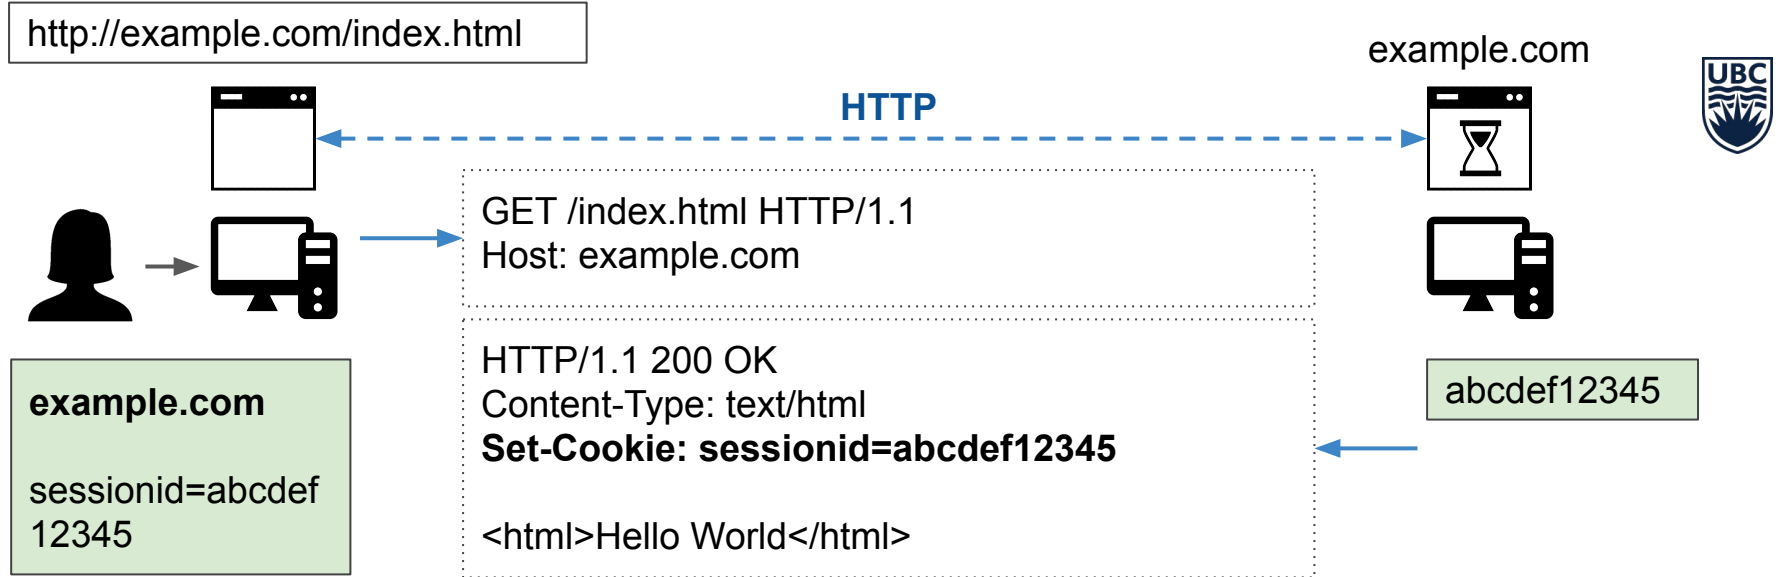 http://example.com/index.html
example.com
UBC
HTTP
GET /index.html HTTP/1.1
Host: example.com
HTTP/1.1 200 OK
Content-Type: text/html
Set-Cookie: sessionid=abcdef12345
<html>Hello World</html>
example.com
sessionid=abcdef
12345
abcdef12345